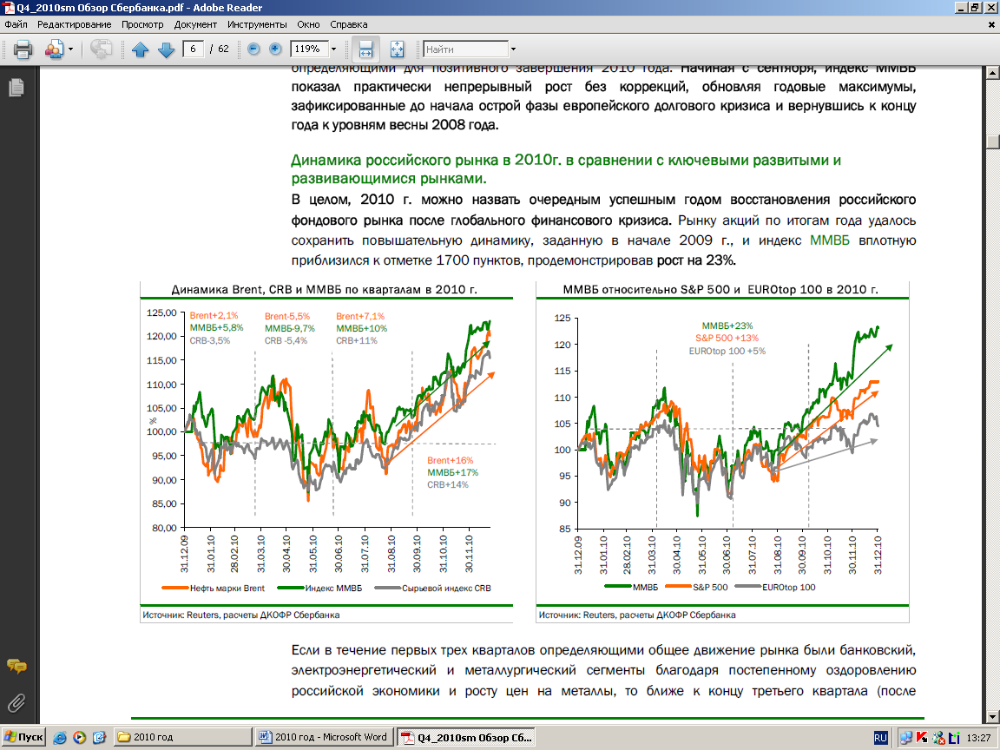 Q4_2010sm Обзор Сбербанка.pdf - Adobe Reader
Файл Редактирование Просмотр Документ Инструменты Окно Справка
6 / 62 119% Найти
определяющими для позитивного завершения 2010 года. Начиная с сентября, индекс ММВБ
показал практически непрерывный рост без коррекций, обновляя годовые максимумы,
зафиксированные до начала острой фазы европейского долгового кризиса и вернувшись к концу
года к уровням весны 2008 года.
Динамика российского рынка в 2010г. в сравнении с ключевыми развитыми и
развивающимися рынками.
В целом, 2010 г. можно назвать очередным успешным годом восстановления российского
фондового рынка после глобального финансового кризиса. Рынку акций по итогам года удалось
сохранить повышательную динамику, заданную в начале 2009 г., и индекс ММВБ вплотную
приблизился к отметке 1700 пунктов, продемонстрировав рост на 23%.
Динамика Brent, CRB и ММВБ по кварталам в 2010 г.
125,00
120,00
115,00
110,00
105,00
100,00
95,00
90,00
85,00
80,00
%
Brent+2,1%
ММВБ+5,8%
CRB-3,5%
Brent-5,5%
ММВБ-9,7%
CRB -5,4%
Brent+7,1%
ММВБ+10%
CRB+11%
Brent+16%
ММВБ+17%
CRB+14%
31.12.09
31.01.10
28.02.10
31.03.10
30.04.10
31.05.10
30.06.10
31.07.10
31.08.10
30.09.10
31.10.10
30.11.10
Нефть марки Brent Индекс ММВБ Сырьевой индекс CRB
Источник: Reuters, расчеты ДКОФР Сбербанка
ММВБ относительно S&P 500 и EUROtop 100 в 2010 г.
125
120
115
110
105
100
95
90
85
ММВБ+23%
S&P 500 +13%
EUROtop 100 +5%
31.12.09
31.01.10
28.02.10
31.03.10
30.04.10
31.05.10
30.06.10
31.07.10
31.08.10
30.09.10
31.10.10
30.11.10
31.12.10
ММВБ S&P 500 EUROtop 100
Источник: Reuters, расчеты ДКОФР Сбербанка
Если в течение первых трех кварталов определяющими общее движение рынка были банковский,
электроэнергетический и металлургический сегменты благодаря постепенному оздоровлению
российской экономики и росту цен на металлы, то ближе к концу третьего квартала (после
Пуск 2010 год 2010 год - Microsoft Word Q4_2010sm Обзор Сб... RU 13:27